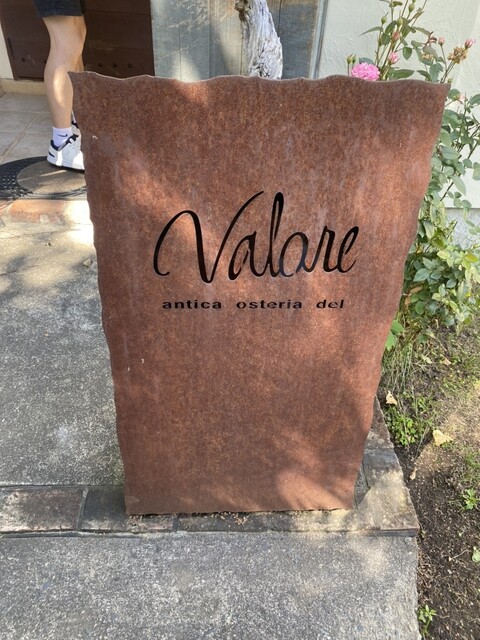 Valare
antica osteria del